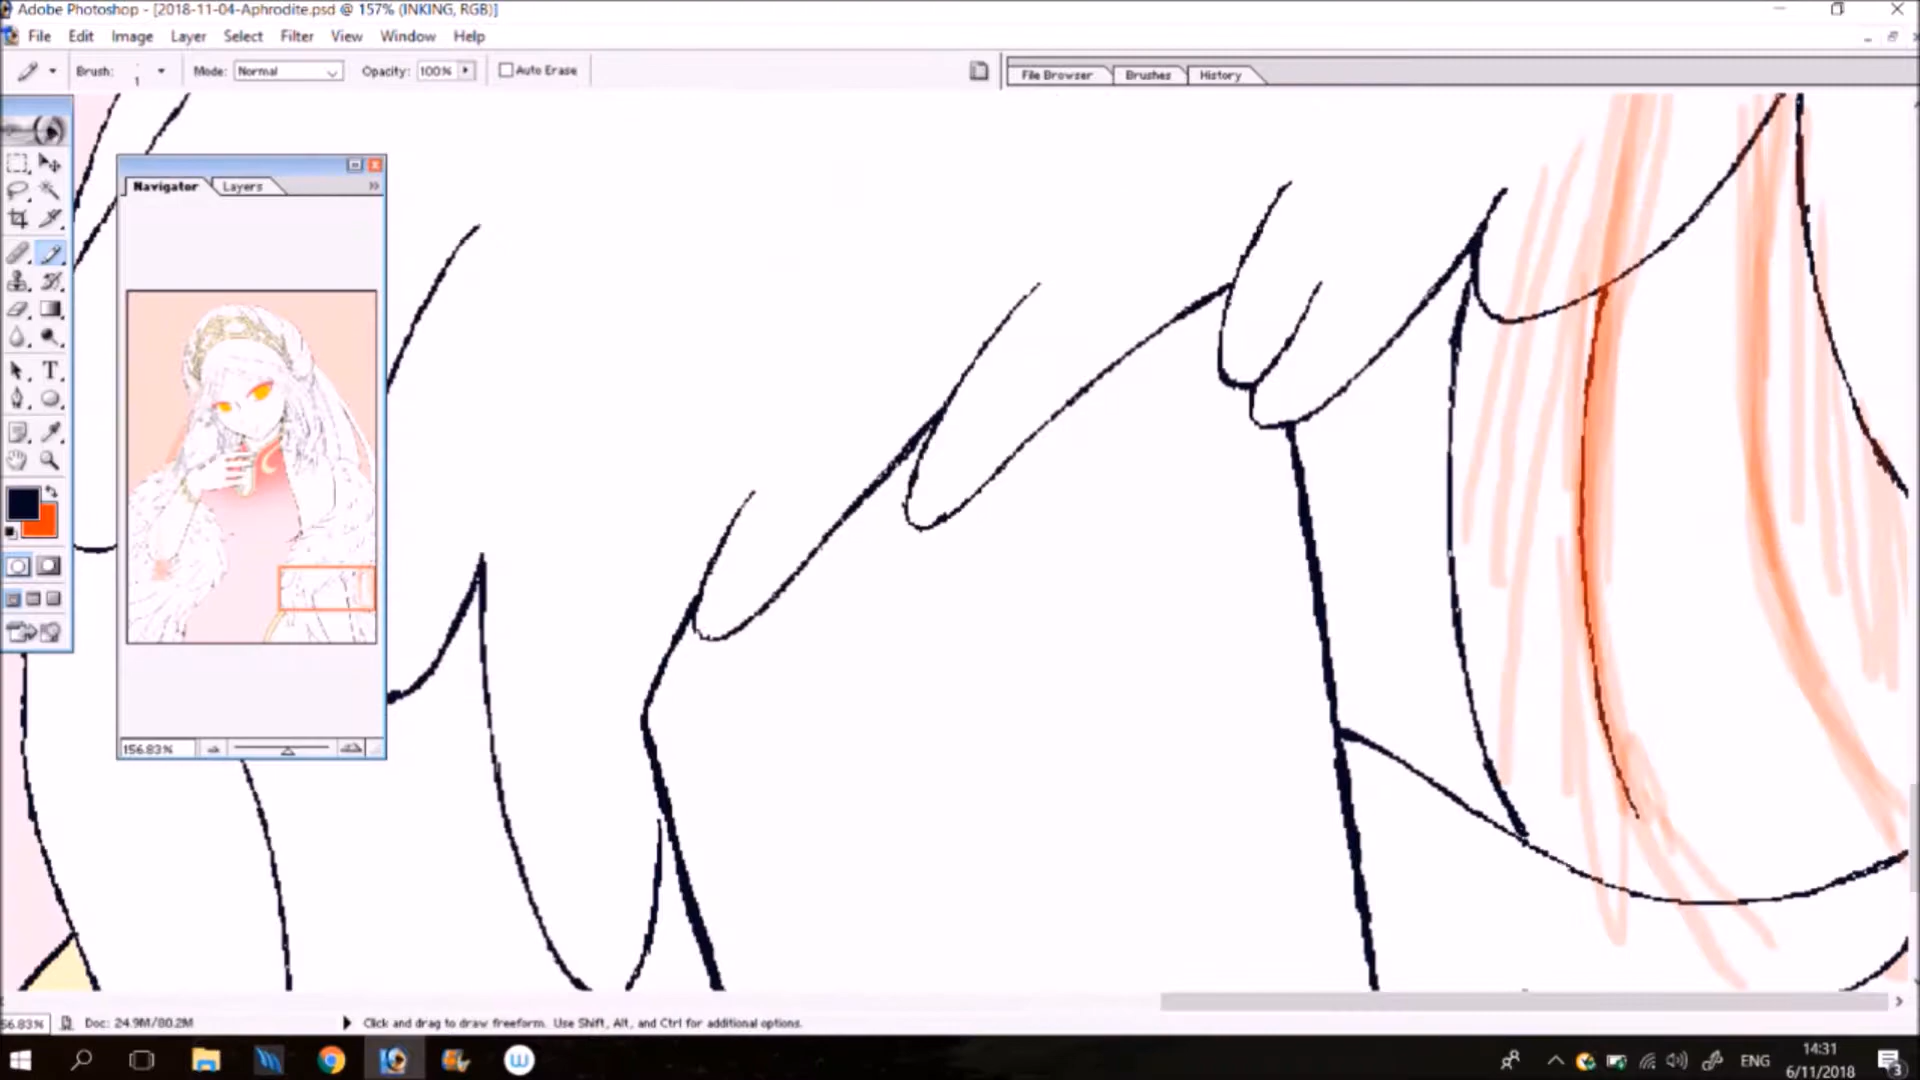 Adobe Photoshop - [2018-11-04-Aphrodite.psd @ 157% (INKING, RGB)]
File Edit Image Layer Select Filter View Window Help
Brush: 1 Mode: Normal Opacity: 100% Auto Erase File Browser Brushes History
Navigator Layers
T
156.83%
56.83% Doc: 24.9M/80.2M Click and drag to draw freeform. Use Shift, Alt, and Ctrl for additional options.
ENG 14:31
6/11/2018 3